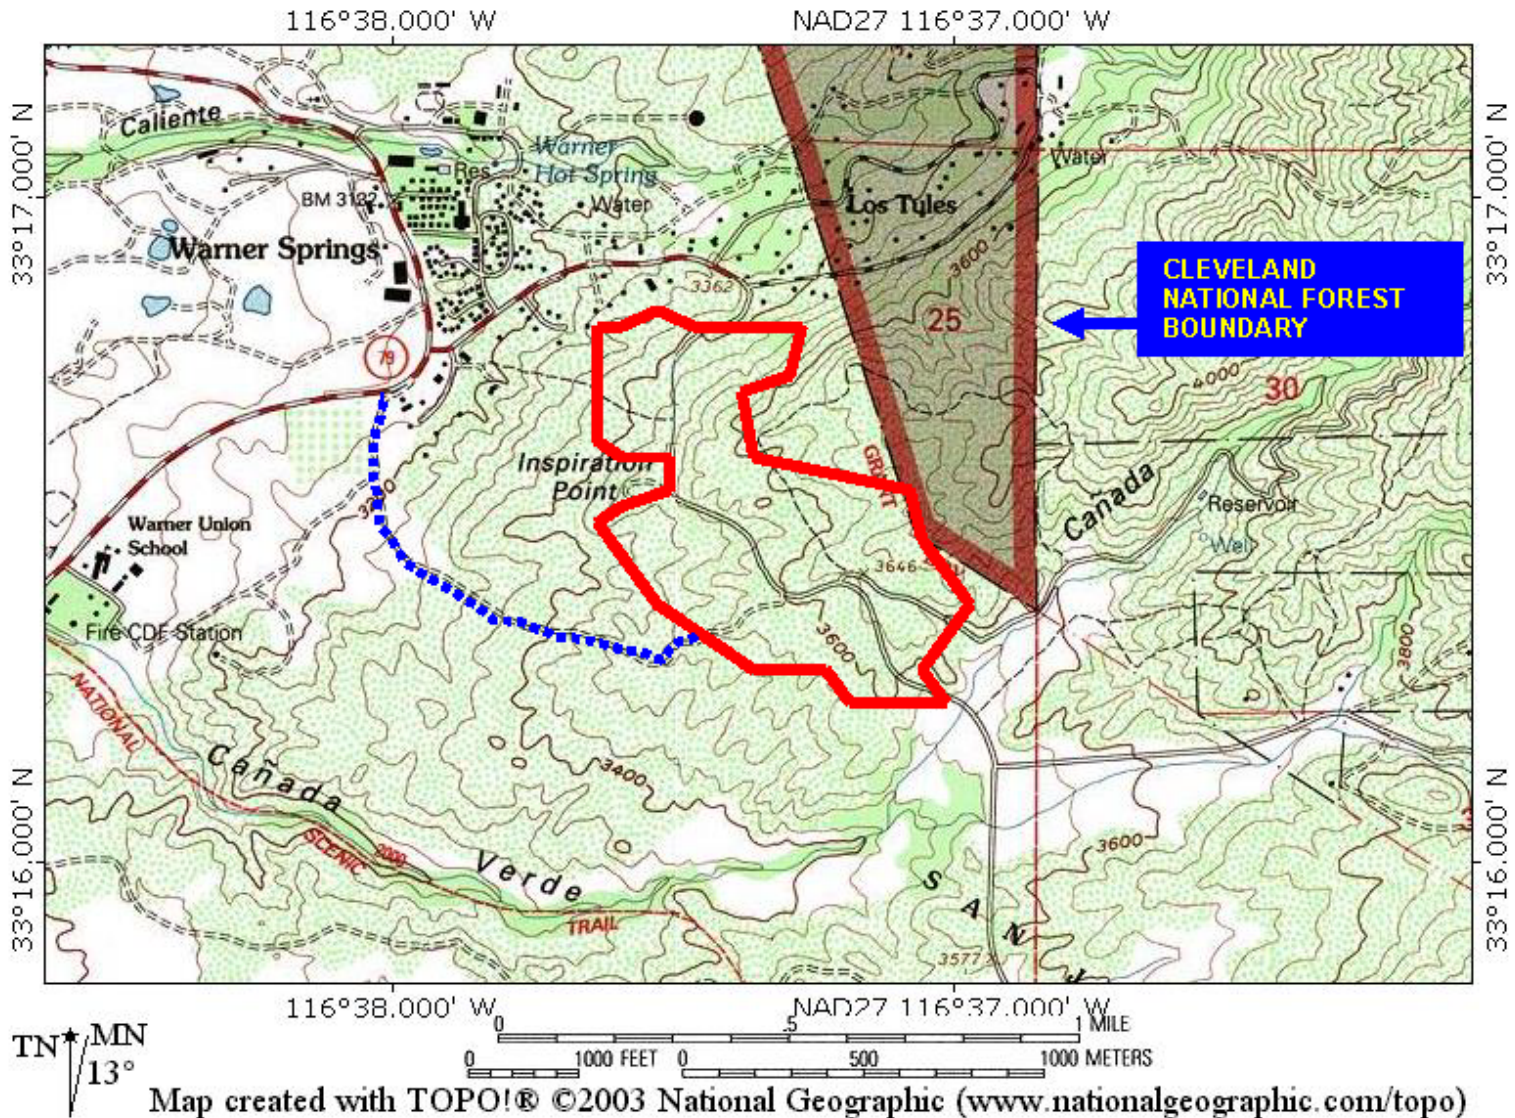 116°38.000' W
NAD27 116°37.000' W
33°17.000' N
33°17.000' N
Caliente
Warner
Hot Spring
Res
Water
Water
BM 3132
Los Tules
Warner Springs
3600
3362
25
CLEVELAND
NATIONAL FOREST
BOUNDARY
79
4000
30
Inspiration
Point
GRANT
Cañada
Reservoir
Well
Warner Union
School
3646
Fire CDF Station
3600
3800
NATIONAL
Cañada
3400
SCENIC
2000
Verde
3600
TRAIL
SAN J
3577
33°16.000' N
33°16.000' N
116°38.000' W
NAD27 116°37.000' W
TN MN
13°
0 .5 1 MILE
0 1000 FEET 0 500 1000 METERS
Map created with TOPO!® ©2003 National Geographic (www.nationalgeographic.com/topo)